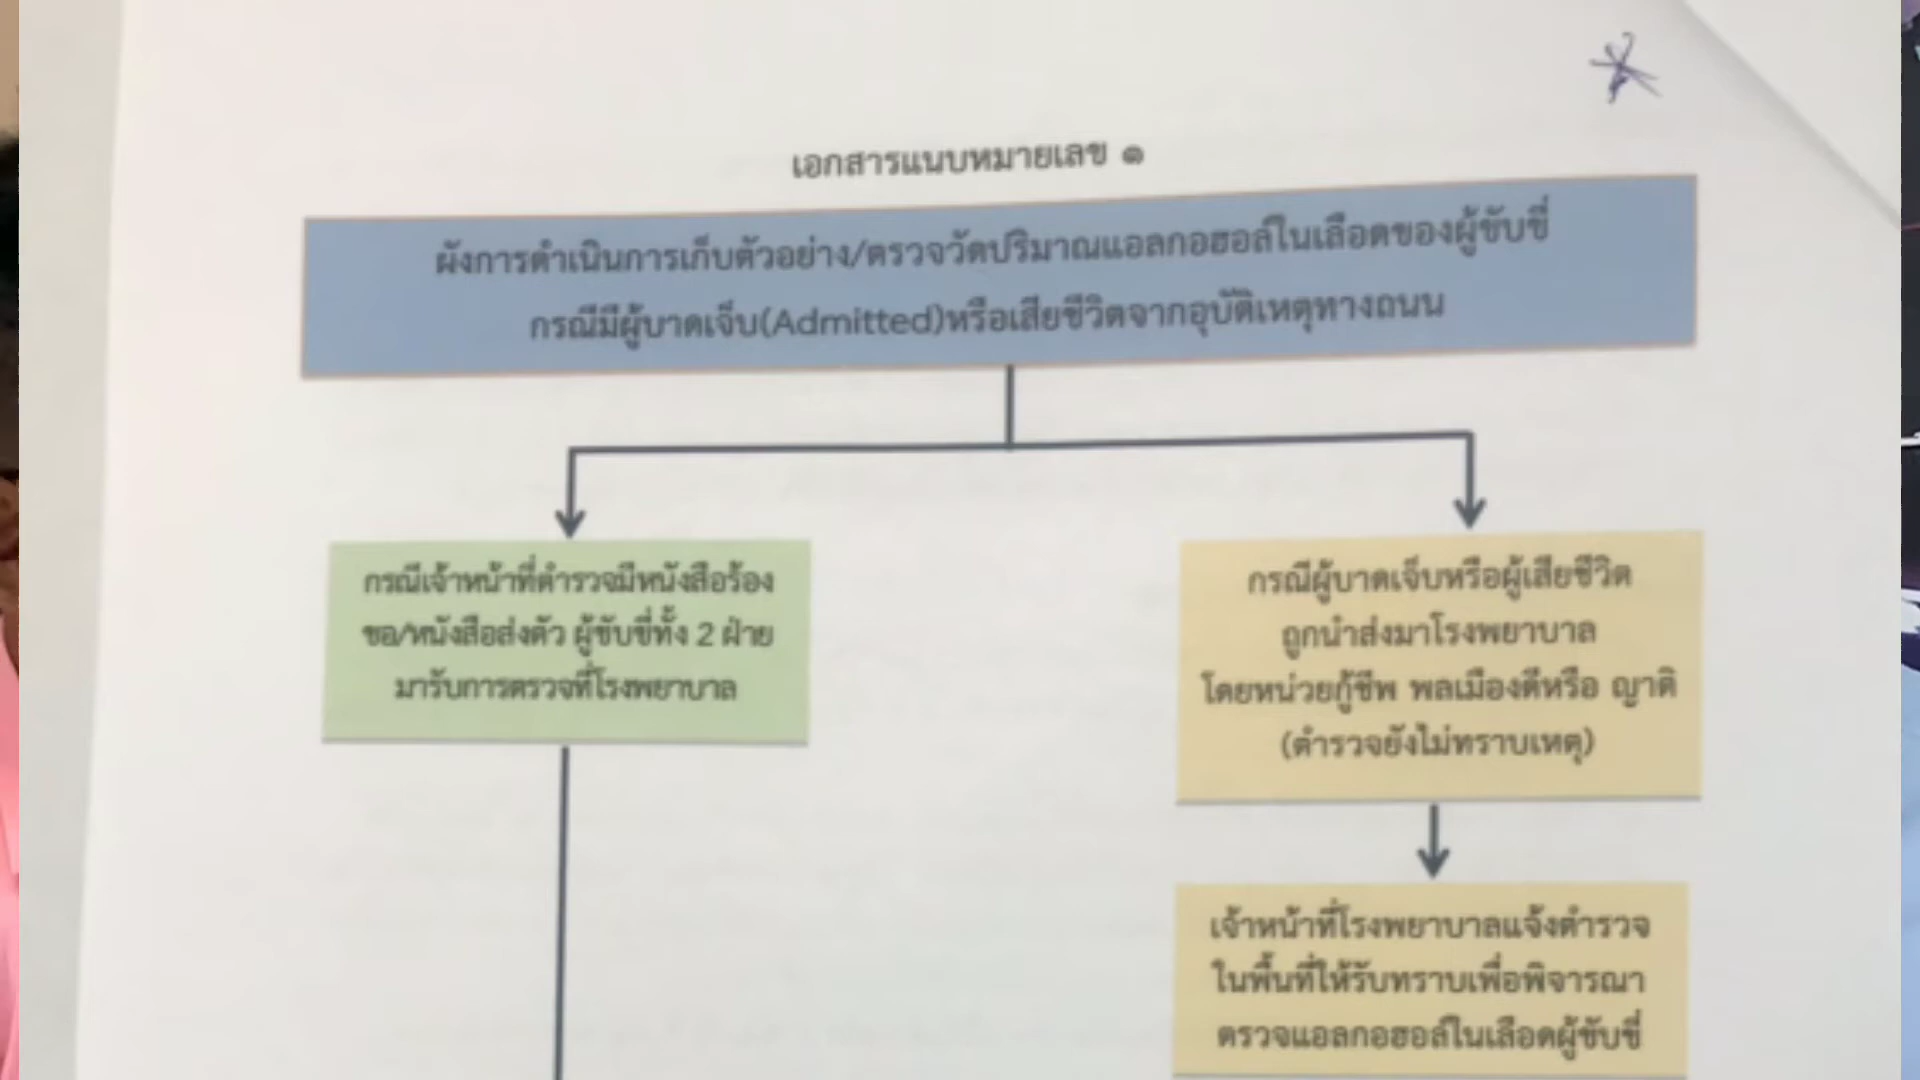 เอกสารแนบหมายเลข ๑
ผังการดำเนินการเก็บตัวอย่าง/ตรวจวัดปริมาณแอลกอฮอล์ในเลือดของผู้ขับขี่
กรณีมีผู้บาดเจ็บ(Admitted)หรือเสียชีวิตจากอุบัติเหตุทางถนน
กรณีเจ้าหน้าที่ตำรวจมีหนังสือร้อง
ขอ/หนังสือส่งตัว ผู้ขับขี่ทั้ง 2 ฝ่าย
มารับการตรวจที่โรงพยาบาล
กรณีผู้บาดเจ็บหรือผู้เสียชีวิต
ถูกนำส่งมาโรงพยาบาล
โดยหน่วยกู้ชีพ พลเมืองดีหรือ ญาติ
(ตำรวจยังไม่ทราบเหตุ)
เจ้าหน้าที่โรงพยาบาลแจ้งตำรวจ
ในพื้นที่ให้รับทราบเพื่อพิจารณา
ตรวจแอลกอฮอล์ในเลือดผู้ขับขี่